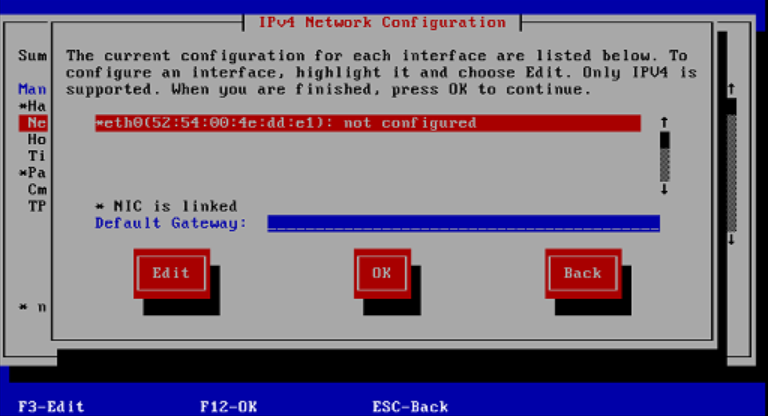 IPv4 Network Configuration
Sum
The current configuration for each interface are listed below. To
configure an interface, highlight it and choose Edit. Only IPV4 is
Man
supported. When you are finished, press OK to continue.
*Ha
Ne
*eth0(52:54:00:4e:dd:e1): not configured
Ho
Ti
*Pa
Cm
TP
* NIC is linked
Default Gateway:
Edit
OK
Back
* n
F3-Edit
F12-OK
ESC-Back